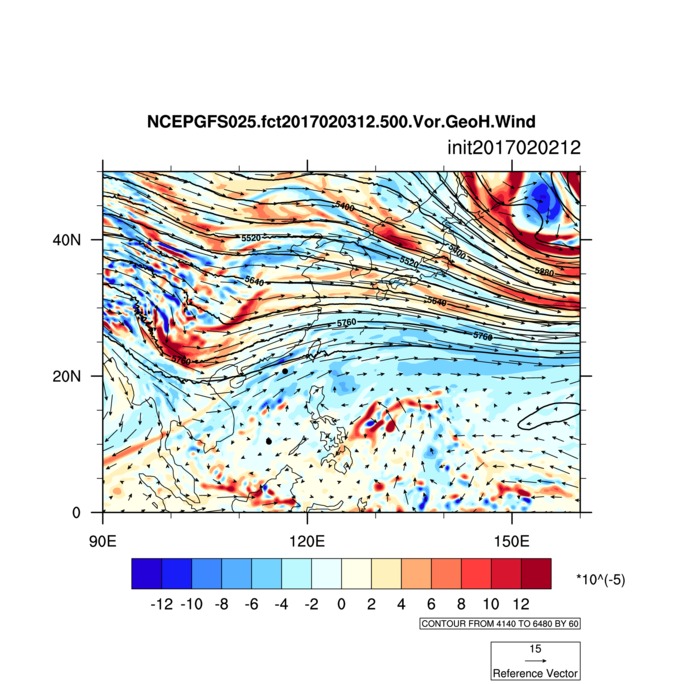 NCEPGFS025.fct2017020312.500.Vor.GeoH.Wind
init2017020212
5400
5520
40N
5520
5640
5640
5880
5760
5760
5760
20N
0
90E 120E 150E
-12 -10 -8 -6 -4 -2 0 2 4 6 8 10 12
*10^(-5)
CONTOUR FROM 4140 TO 6480 BY 60
15
Reference Vector